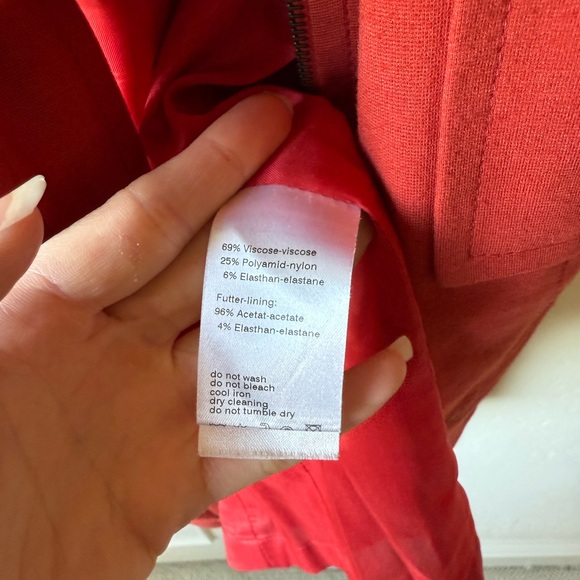 69% Viscose-viscose
25% Polyamid-nylon
6% Elasthan-elastane
Futter-lining:
96% Acetat-acetate
4% Elasthan-elastane
do not wash
do not bleach
cool iron
dry cleaning
do not tumble dry